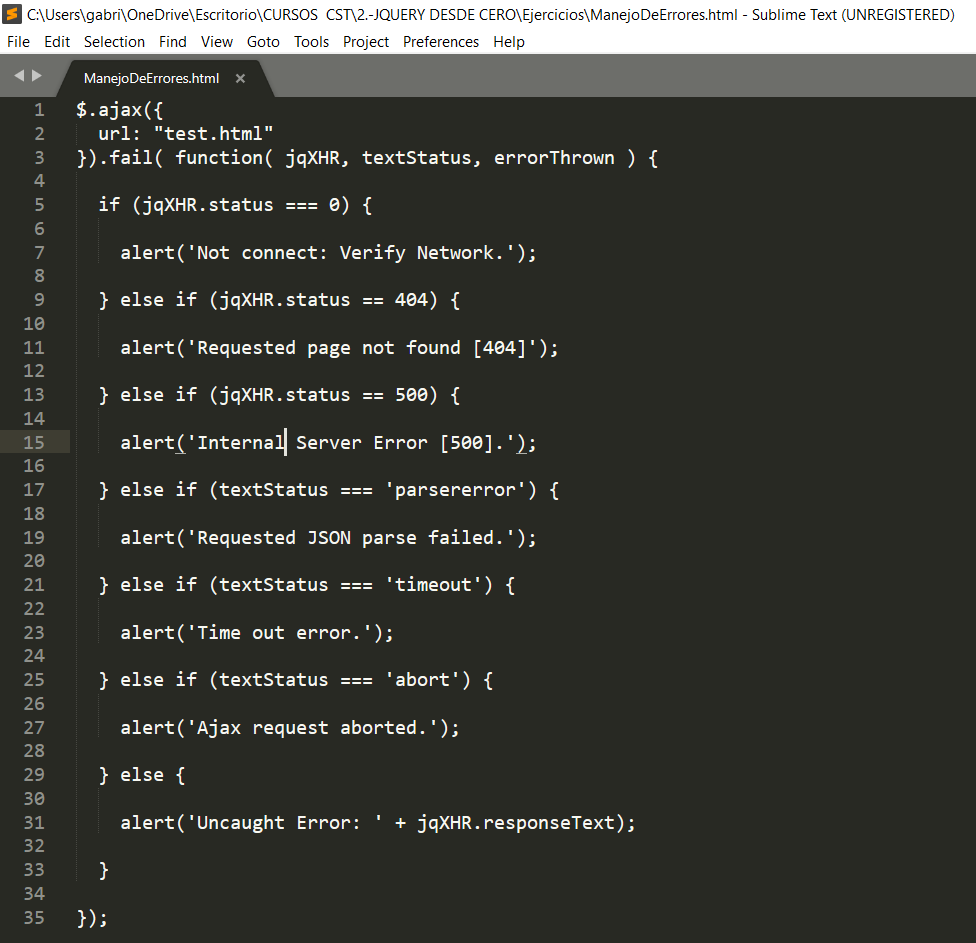 C:\Users\gabri\OneDrive\Escritorio\CURSOS  CST\2.-JQUERY DESDE CERO\Ejercicios\ManejoDeErrores.html - Sublime Text (UNREGISTERED)
File Edit Selection Find View Goto Tools Project Preferences Help
ManejoDeErrores.html ×
1 $.ajax({
2   url: "test.html"
3 }).fail( function( jqXHR, textStatus, errorThrown ) {
4
5   if (jqXHR.status === 0) {
6
7     alert('Not connect: Verify Network.');
8
9   } else if (jqXHR.status == 404) {
10
11     alert('Requested page not found [404]');
12
13   } else if (jqXHR.status == 500) {
14
15     alert('Internal Server Error [500].');
16
17   } else if (textStatus === 'parsererror') {
18
19     alert('Requested JSON parse failed.');
20
21   } else if (textStatus === 'timeout') {
22
23     alert('Time out error.');
24
25   } else if (textStatus === 'abort') {
26
27     alert('Ajax request aborted.');
28
29   } else {
30
31     alert('Uncaught Error: ' + jqXHR.responseText);
32
33   }
34
35 });